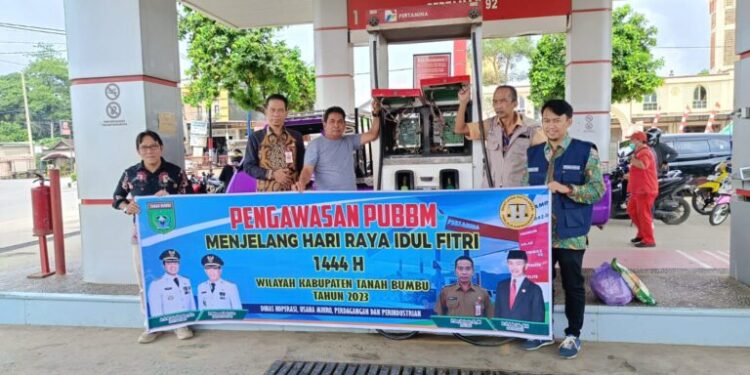 PERTAMINA
92
PENGAWASAN PUBBM
MENJELANG HARI RAYA IDUL FITRI
1444 H
WILAYAH KABUPATEN TANAH BUMBU
TAHUN 2023
DINAS KOPERASI, USAHA MIKRO, PERDAGANGAN DAN PERINDUSTRIAN